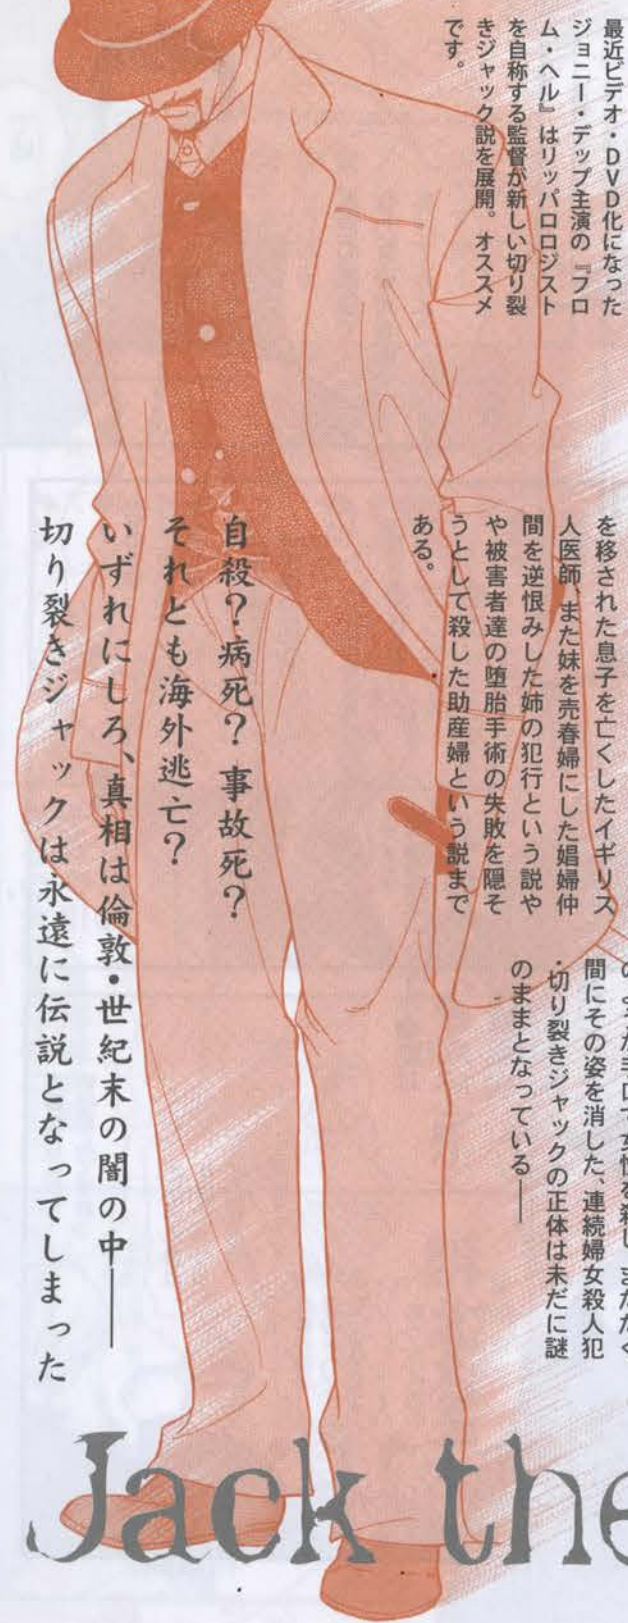 最近ビデオ・DVD化になった
ジョニー・デップ主演の『フロ
ム・ヘル』はリッパロロジスト
を自称する監督が新しい切り裂
きジャック説を展開。オススメ
です。
を移された息子を亡くしたイギリス
人医師、また妹を売春婦にした娼婦仲
間を逆恨みした姉の犯行という説や
や被害者達の堕胎手術の失敗を隠そ
うとして殺した助産婦という説まで
ある。
間にその姿を消した、連続婦女殺人犯
・切り裂きジャックの正体は未だに謎
のままとなっている――
自殺?病死?事故死?
それとも海外逃亡?
いずれにしろ、真相は倫敦・世紀末の闇の中――
切り裂きジャックは永遠に伝説となってしまった
Jack the